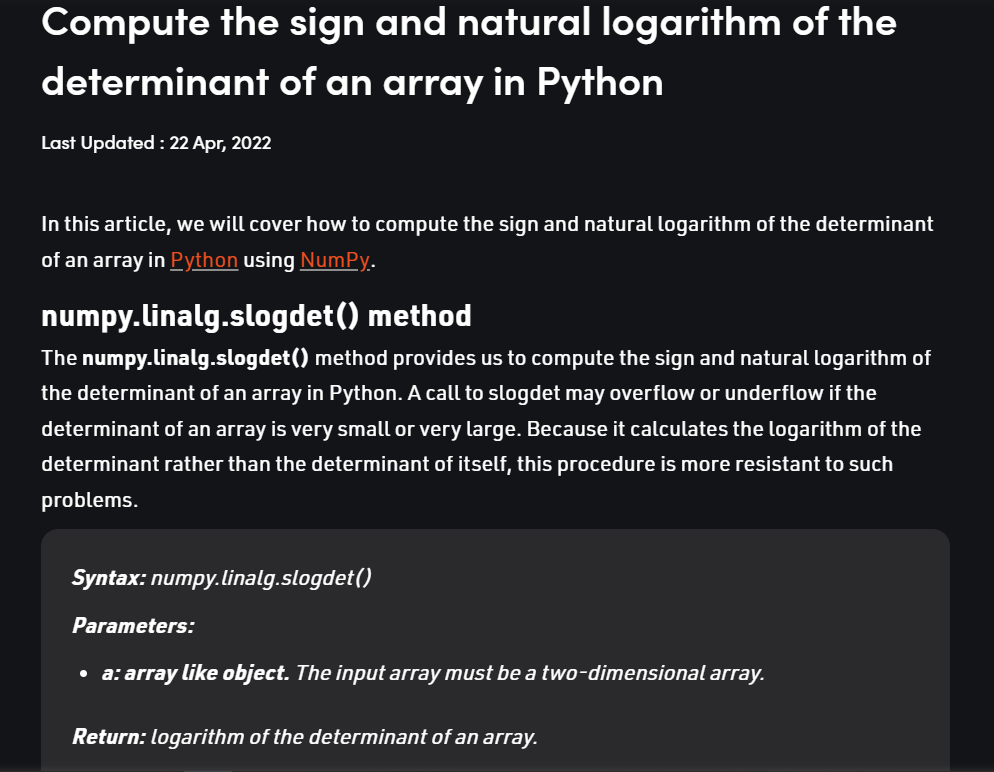 Compute the sign and natural logarithm of the
determinant of an array in Python
Last Updated : 22 Apr, 2022
In this article, we will cover how to compute the sign and natural logarithm of the determinant
of an array in Python using NumPy.
numpy.linalg.slogdet() method
The numpy.linalg.slogdet() method provides us to compute the sign and natural logarithm of
the determinant of an array in Python. A call to slogdet may overflow or underflow if the
determinant of an array is very small or very large. Because it calculates the logarithm of the
determinant rather than the determinant of itself, this procedure is more resistant to such
problems.
Syntax: numpy.linalg.slogdet()
Parameters:
• a: array like object. The input array must be a two-dimensional array.
Return: logarithm of the determinant of an array.